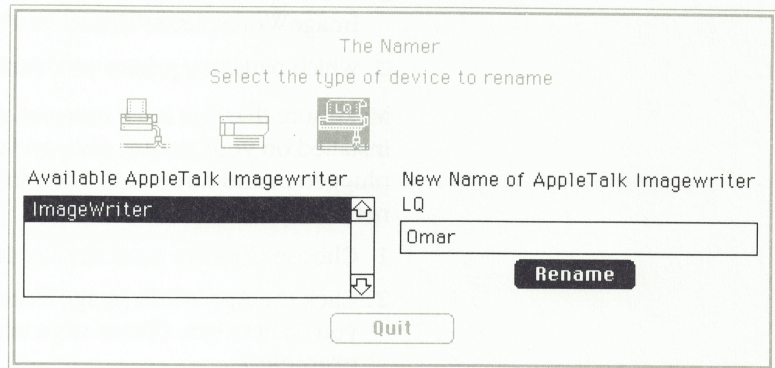 The Namer
Select the type of device to rename
LQ
Available AppleTalk Imagewriter
ImageWriter
New Name of AppleTalk Imagewriter
LQ
Omar
Rename
Quit